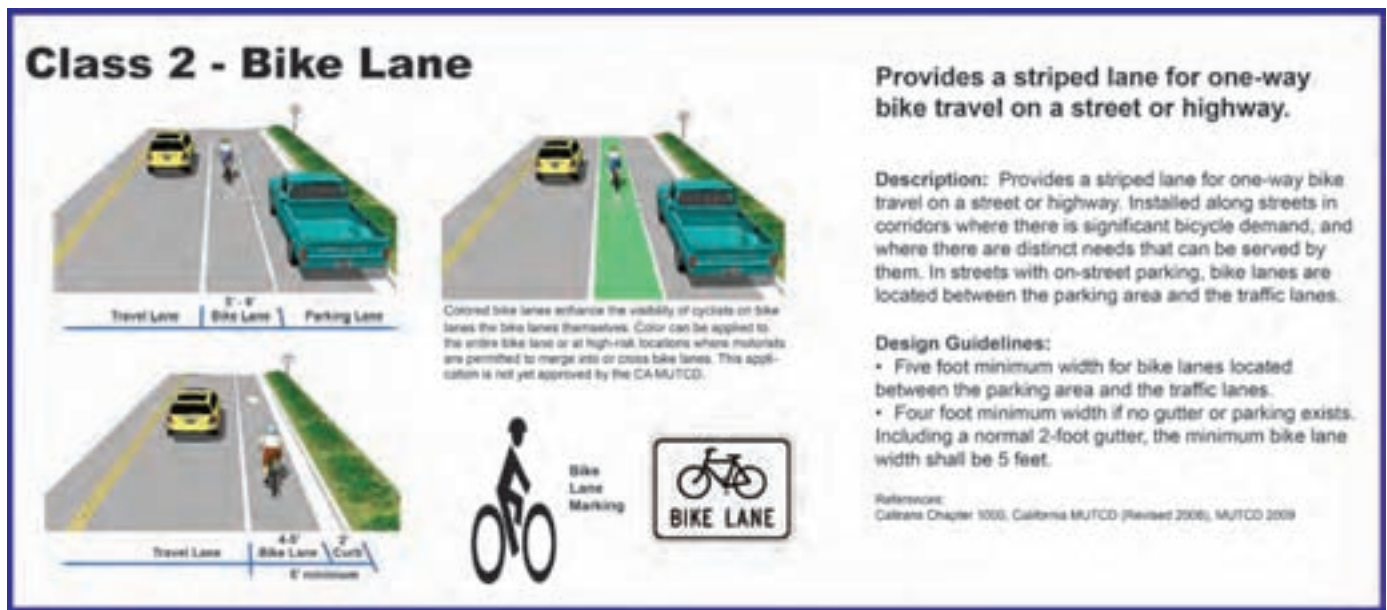 Class 2 - Bike Lane
Travel Lane
Bike Lane
Parking Lane
Travel Lane
4-5'
Bike Lane
2'
Curb
minimum
Colored bike lanes enhance the visibility of cyclists on bike
lanes the bike lanes themselves. Color can be applied to
the entire bike lane or at high-risk locations where motorists
are permitted to merge into or cross bike lanes. This appli-
cation is not yet approved by the CA MUTCD.
Bike
Lane
Marking
BIKE LANE
Provides a striped lane for one-way
bike travel on a street or highway.
Description: Provides a striped lane for one-way bike
travel on a street or highway. Installed along streets in
corridors where there is significant bicycle demand, and
where there are distinct needs that can be served by
them. In streets with on-street parking, bike lanes are
located between the parking area and the traffic lanes.
Design Guidelines:
• Five foot minimum width for bike lanes located
between the parking area and the traffic lanes.
• Four foot minimum width if no gutter or parking exists.
Including a normal 2-foot gutter, the minimum bike lane
width shall be 5 feet.
References:
Caltrans Chapter 1000, California MUTCD (Revised 2006), MUTCD 2009